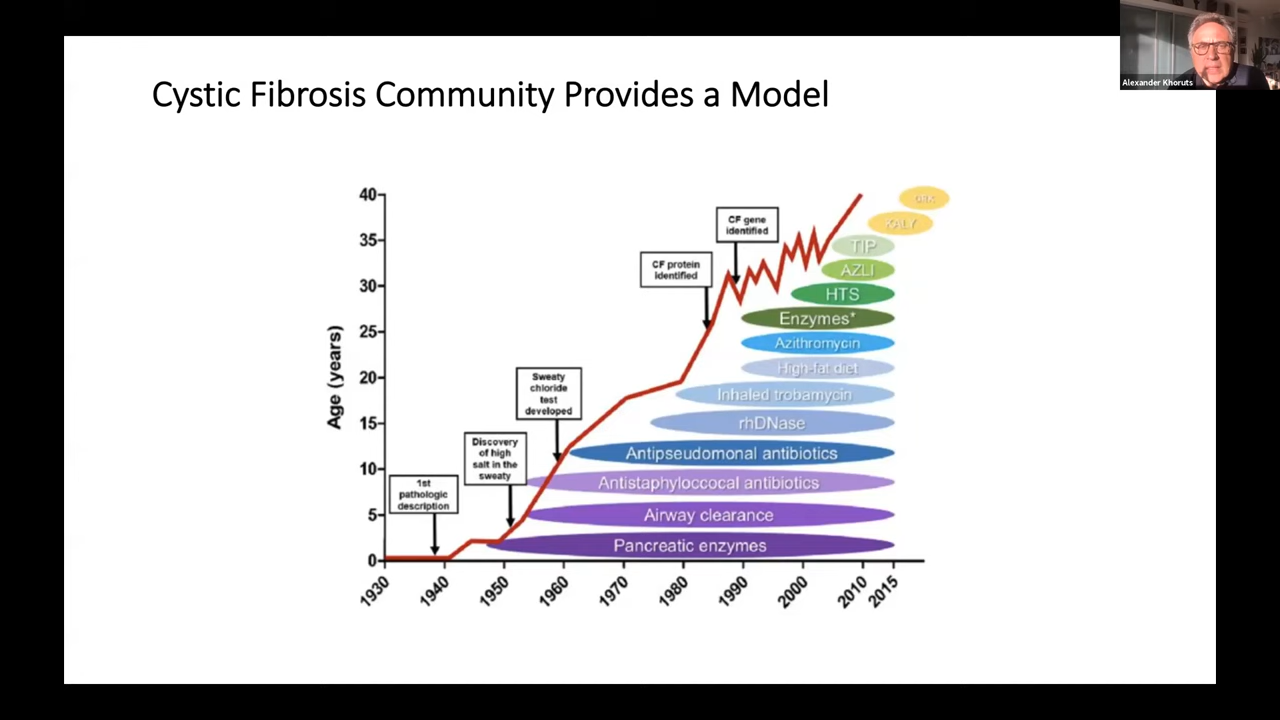 Alexander Khoruts
Cystic Fibrosis Community Provides a Model
Age (years)
40
35
30
25
20
15
10
5
0
1930
1940
1950
1960
1970
1980
1990
2000
2010
2015
1st
pathologic
description
Discovery
of high
salt in the
sweaty
Sweaty
chloride
test
developed
CF protein
identified
CF gene
identified
KALY
TIP
AZLI
HTS
Enzymes*
Azithromycin
High-fat diet
Inhaled trobamycin
rhDNase
Antipseudomonal antibiotics
Antistaphyloccocal antibiotics
Airway clearance
Pancreatic enzymes